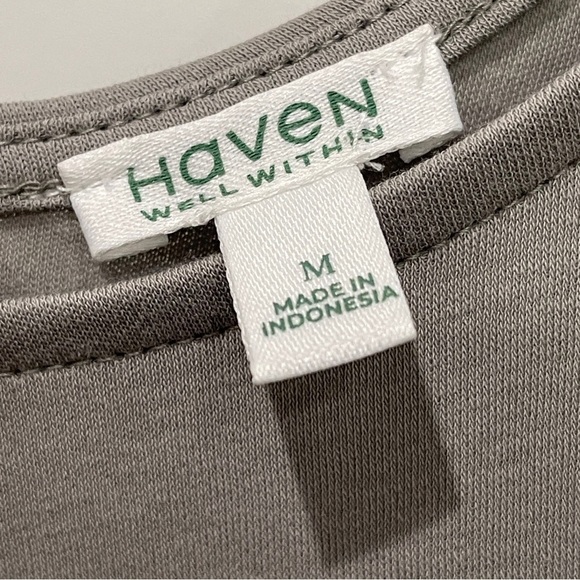 HaveN
WELL WITHIN
M
MADE IN
INDONESIA